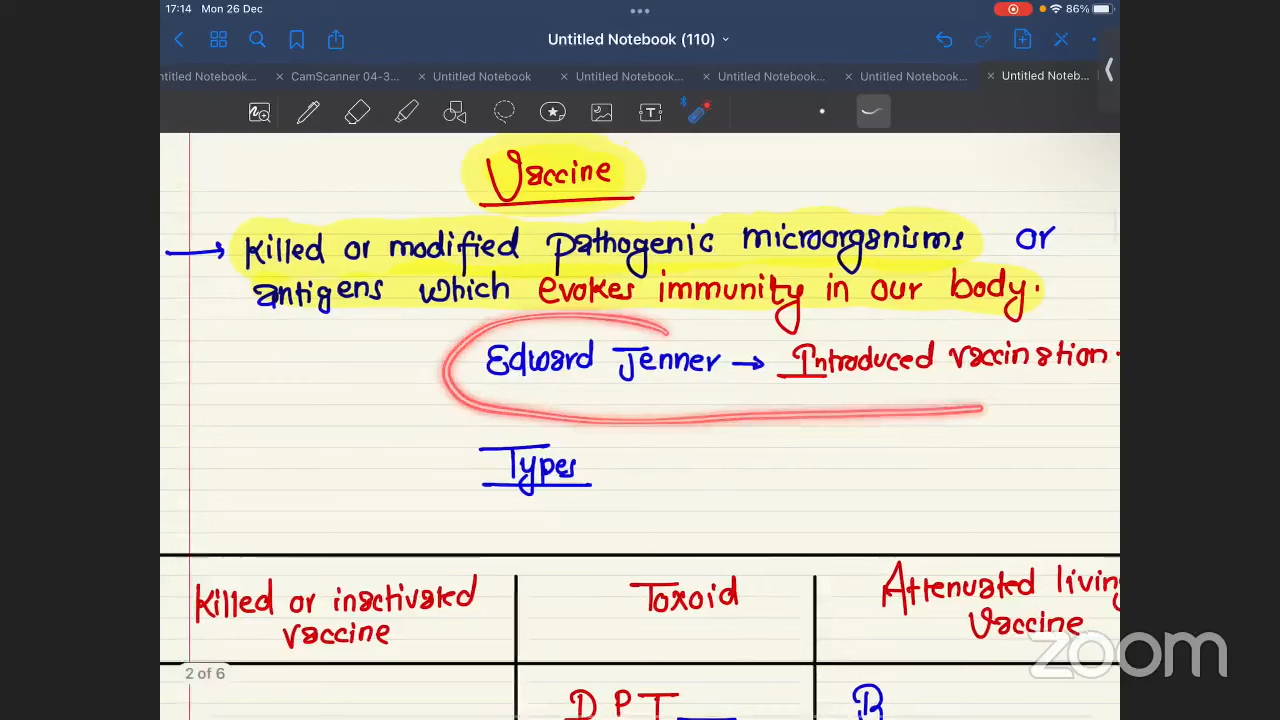 17:14 Mon 26 Dec
86%
Untitled Notebook (110)
ntitled Notebook... CamScanner 04-3... Untitled Notebook Untitled Notebook... Untitled Notebook... Untitled Notebook... Untitled Noteb...
Vaccine
→ Killed or modified pathogenic microorganisms or
antigens which evokes immunity in our body.
Edward Jenner → Introduced vaccination.
Types
Killed or inactivated
vaccine
Toxoid
Attenuated living
Vaccine
2 of 6
zoom
DPT
B